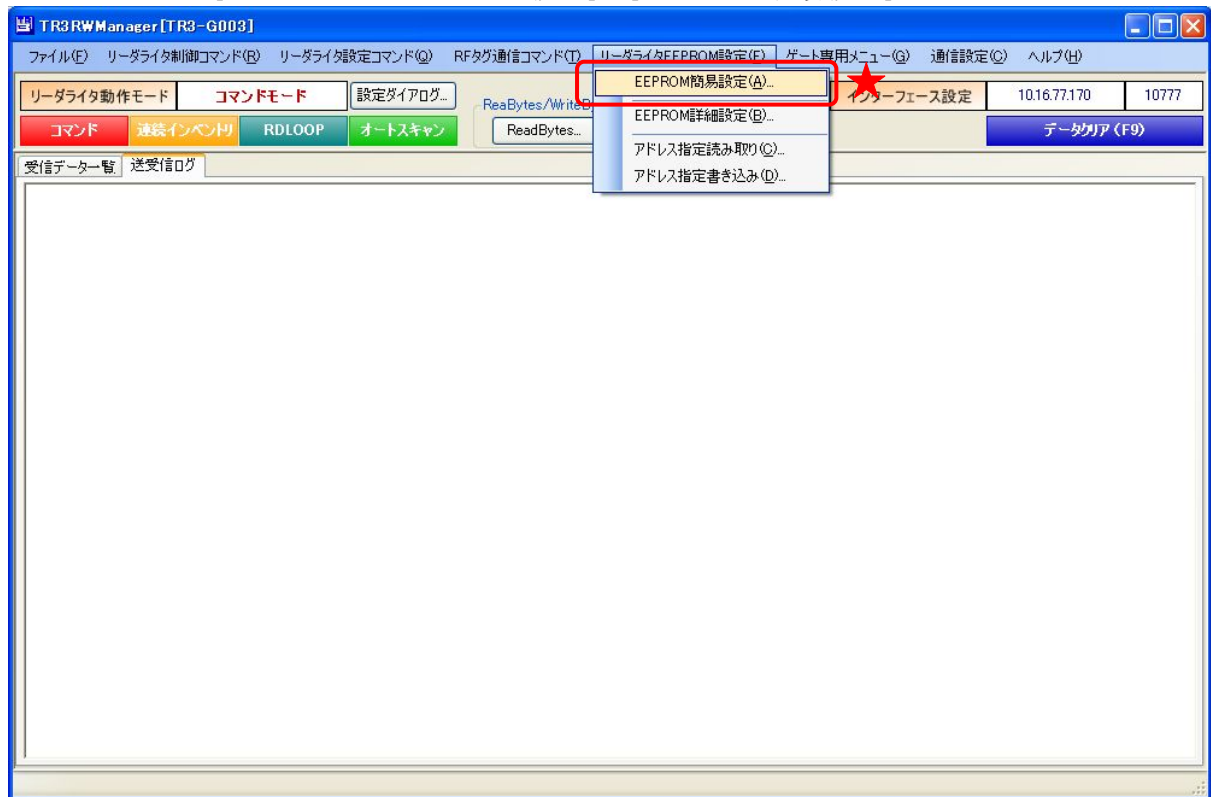 TR3RWManager[TR3-G003]
ファイル(F) リーダライタ制御コマンド(R) リーダライタ設定コマンド(Q) RFタグ通信コマンド(T) リーダライタEEPROM設定(E) ゲート専用メニュー(G) 通信設定(C) ヘルプ(H)
リーダライタ動作モード コマンドモード 設定ダイアログ... インターフェース設定 10.16.77.170 10777
ReaBytes/WriteB
コマンド 連続インベントリ RDLOOP オートスキャン ReadBytes... データクリア (F9)
EEPROM簡易設定(A)...
EEPROM詳細設定(B)...
アドレス指定読み取り(C)...
アドレス指定書き込み(D)...
受信データ一覧 送受信ログ